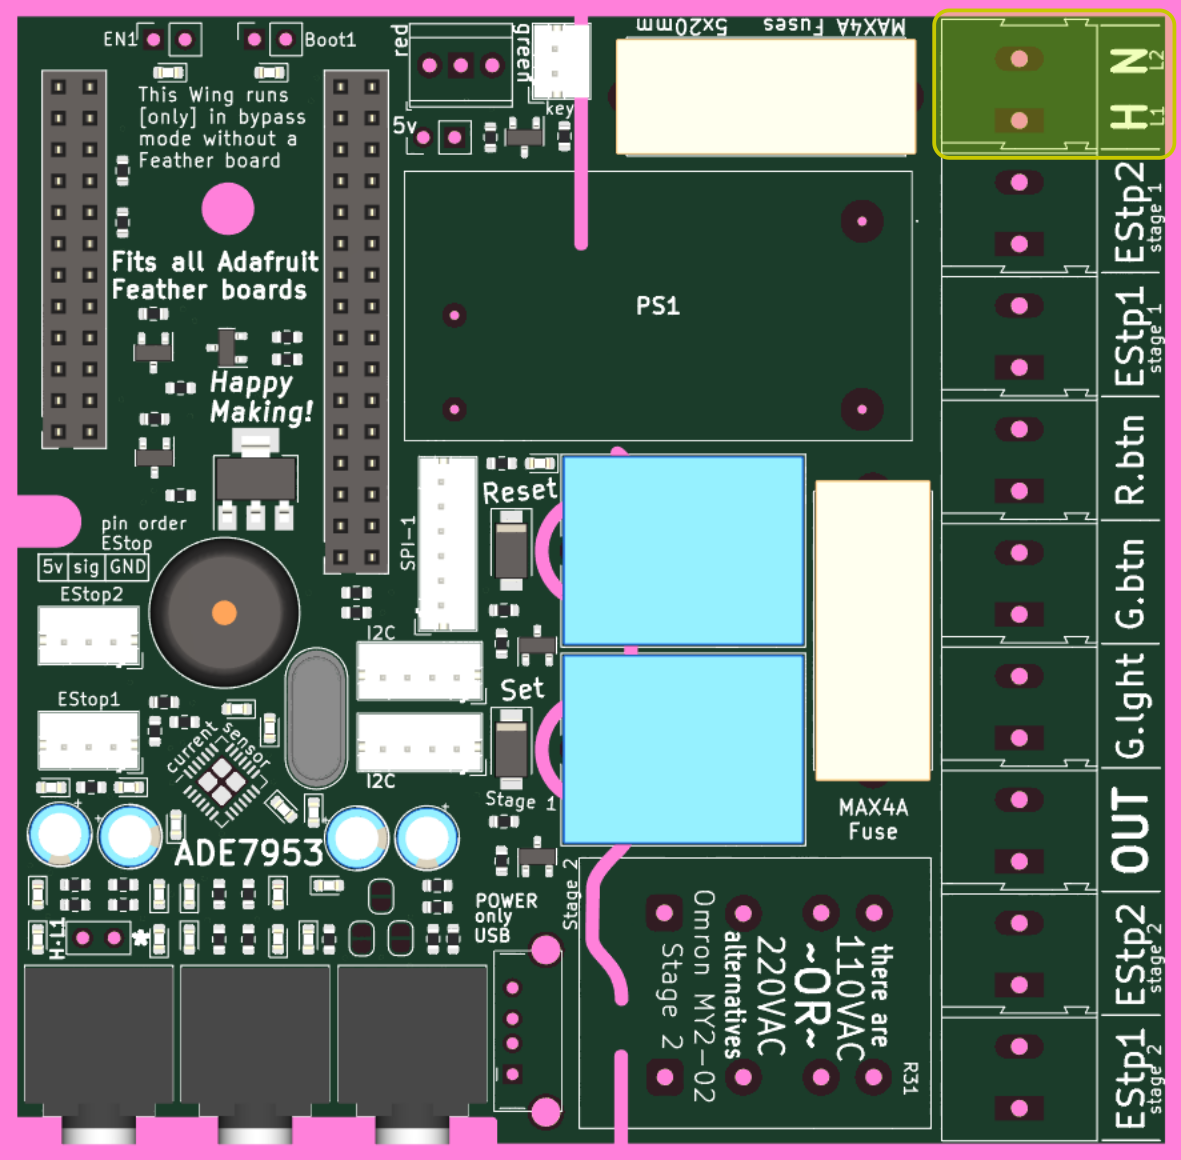 EN1
Boot1
This Wing runs
[only] in bypass
mode without a
Feather board
Fits all Adafruit
Feather boards
Happy
Making!
red
green
key
5v
5x20mm Fuses MAX4A
PS1
N L2
H L1
EStp2
stage 1
EStp1
stage 1
R.btn
G.btn
G.lght
OUT
EStp2
stage 2
EStp1
stage 2
pin order
EStop
5v sig GND
EStop2
EStop1
SPI-1
Reset
I2C
I2C
Set
Stage 1
current sensor
ADE7953
MAX4A
Fuse
POWER
only
USB
Stage 2
H.L1
*
Stage 2
Omron MY2-02
alternatives
220VAC
~OR~
110VAC
there are
R31